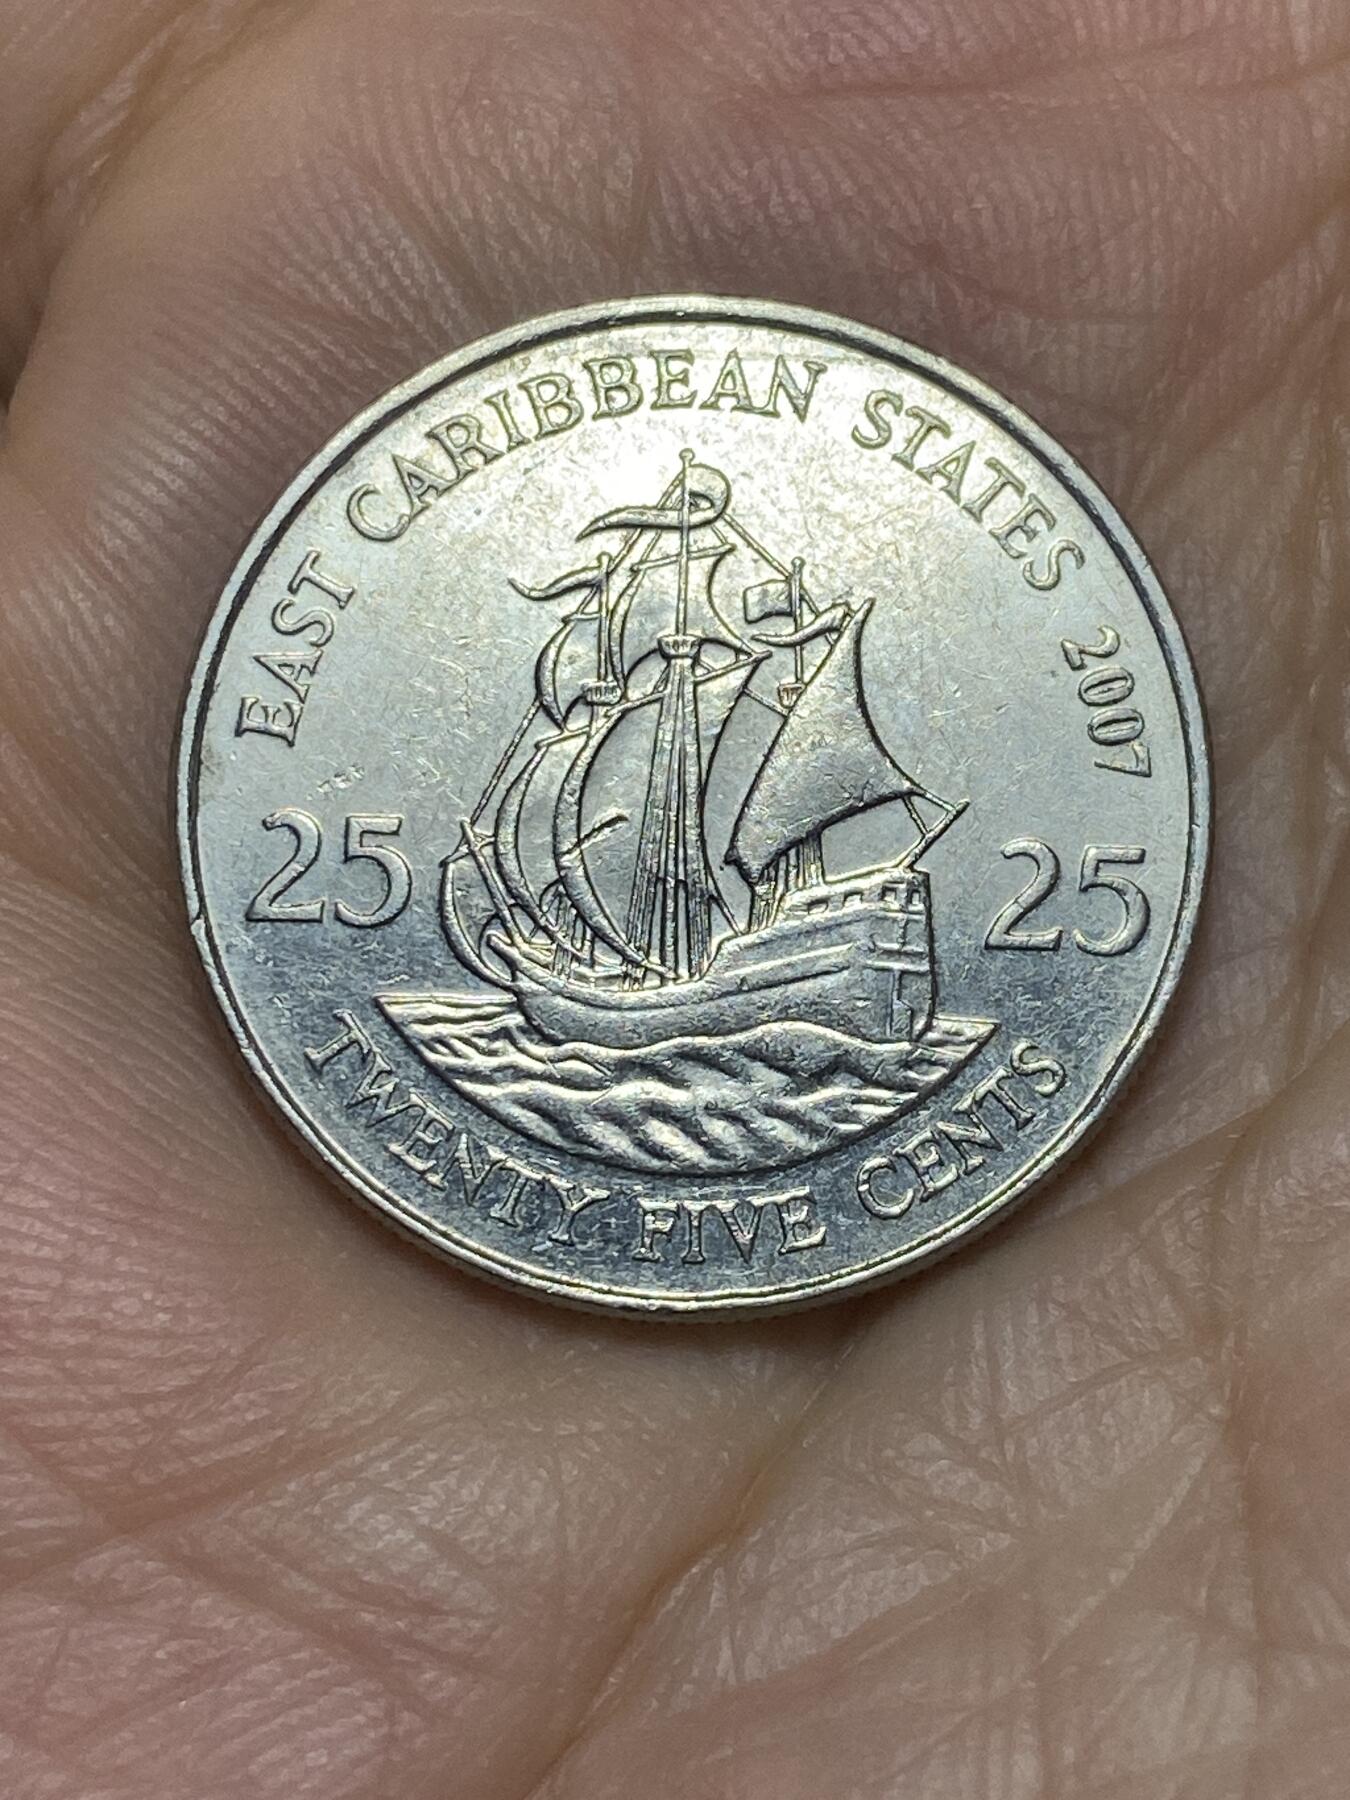 EAST CARIBBEAN STATES 2007
25 25
TWENTY FIVE CENTS